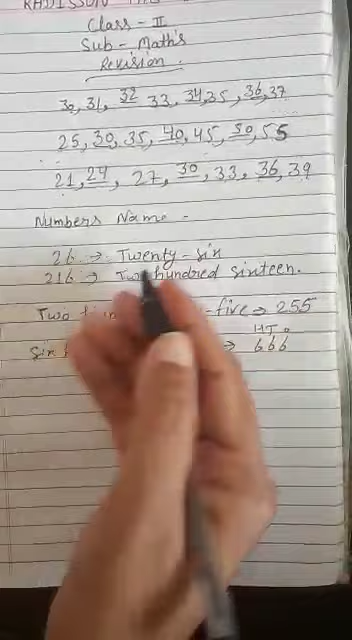 Class - II
Sub - Maths
Revision.
30, 31, 32 33, 34, 35, 36, 37
25, 30, 35, 40, 45, 50, 55
21, 24, 27, 30, 33, 36, 39
Numbers Name -
26 → Twenty-six
216 → Two hundred sixteen.
Two -five → 255
H T O
Six → 666